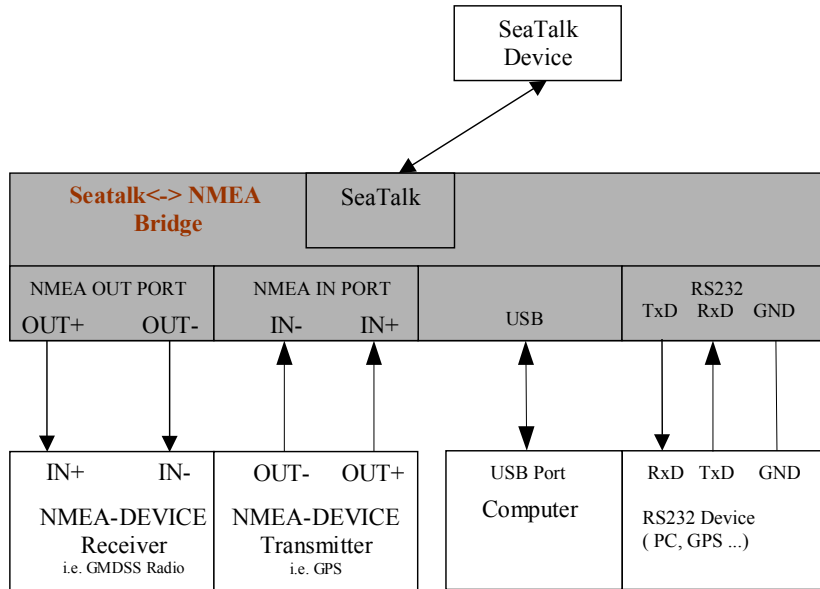 SeaTalk
Device
Seatalk<-> NMEA
Bridge
SeaTalk
NMEA OUT PORT
OUT+ OUT-
NMEA IN PORT
IN- IN+
USB
RS232
TxD RxD GND
IN+ IN-
NMEA-DEVICE
Receiver
i.e. GMDSS Radio
OUT- OUT+
NMEA-DEVICE
Transmitter
i.e. GPS
USB Port
Computer
RxD TxD GND
RS232 Device
( PC, GPS ...)